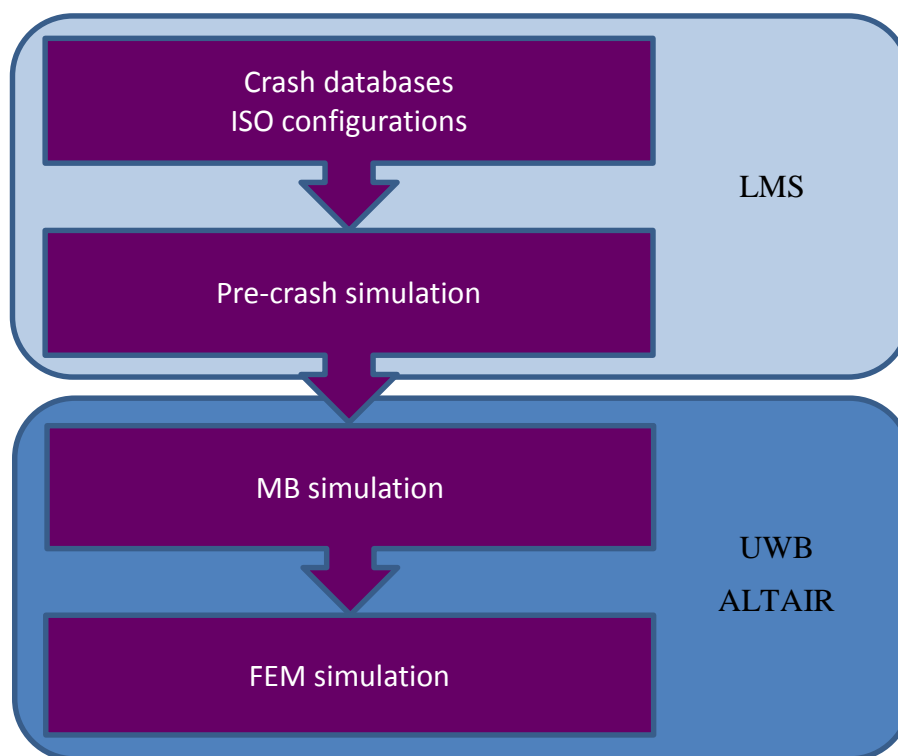 Crash databases
ISO configurations
LMS
Pre-crash simulation
MB simulation
UWB
ALTAIR
FEM simulation